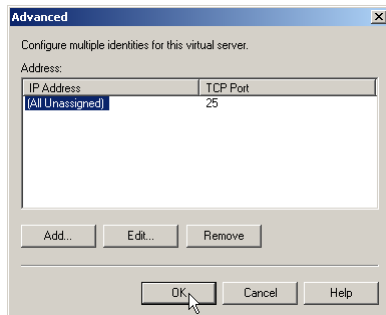 Advanced
Configure multiple identities for this virtual server.
Address:
IP Address TCP Port
(All Unassigned) 25
Add... Edit... Remove
OK Cancel Help